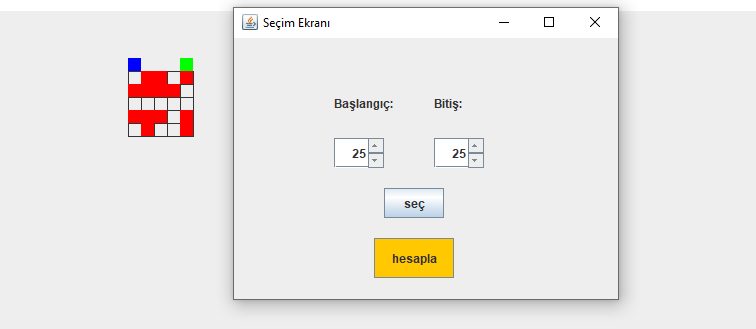 Seçim Ekranı
Başlangıç: Bitiş:
25 25
seç
hesapla